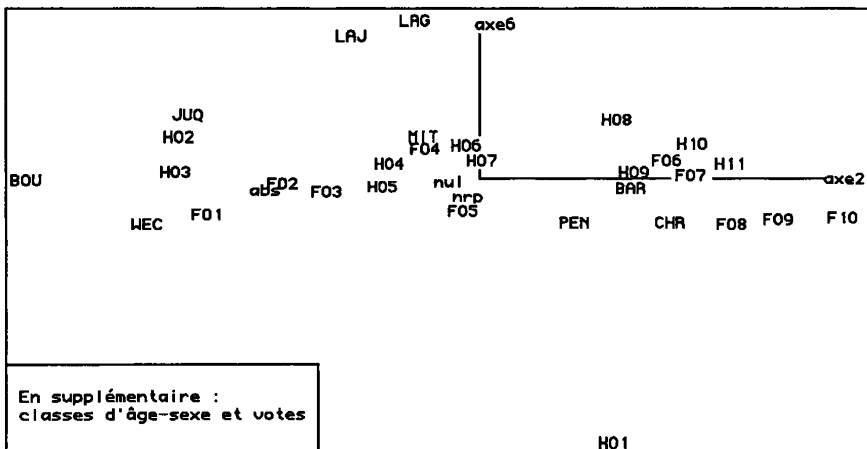 LAG
axe6
LAJ
JUQ
H08
H02
MIT
H06
H10
F04
H04
H07
F06
H11
H03
H09
F07
BOU
abs
F02
F03
H05
nul
BAR
axe2
nrp
F01
F05
WEC
PEN
CHR
F08
F09
F10
En supplémentaire :
classes d'âge-sexe et votes
H01